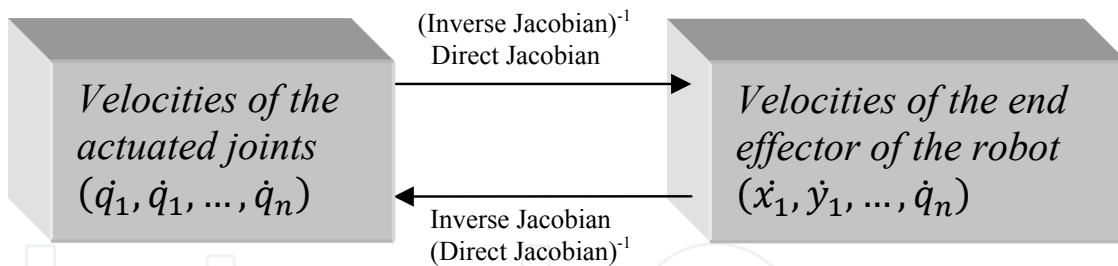 (Inverse Jacobian)⁻¹
Direct Jacobian
Velocities of the
actuated joints
(q̇₁, q̇₁, …, q̇ₙ)
Velocities of the end
effector of the robot
(ẋ₁, ẏ₁, …, q̇ₙ)
Inverse Jacobian
(Direct Jacobian)⁻¹